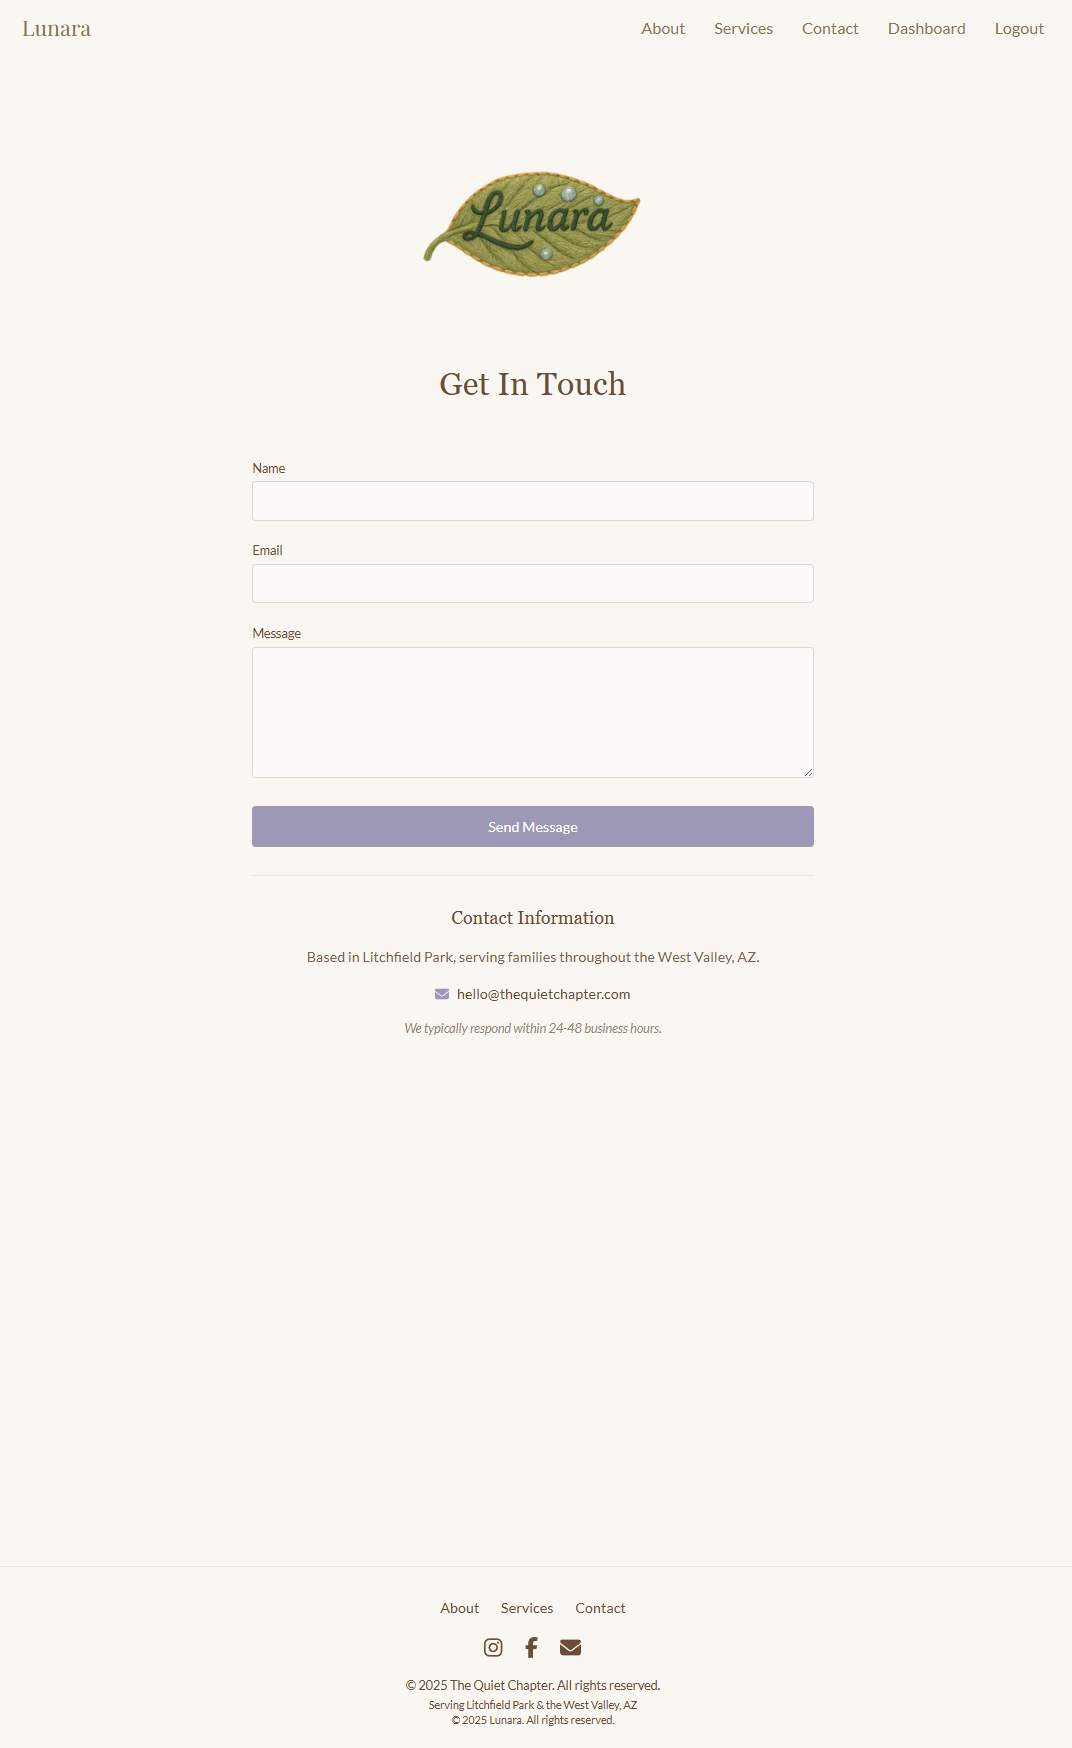 Lunara
About Services Contact Dashboard Logout
Lunara
Get In Touch
Name
Email
Message
Send Message
Contact Information
Based in Litchfield Park, serving families throughout the West Valley, AZ.
hello@thequietchapter.com
We typically respond within 24-48 business hours.
About Services Contact
© 2025 The Quiet Chapter. All rights reserved.
Serving Litchfield Park & the West Valley, AZ
© 2025 Lunara. All rights reserved.